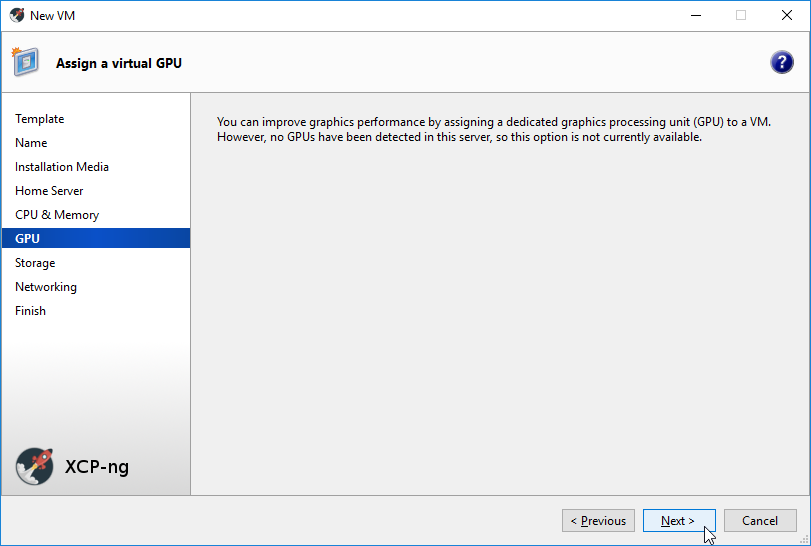 New VM
Assign a virtual GPU
?
Template
Name
Installation Media
Home Server
CPU & Memory
GPU
Storage
Networking
Finish
XCP-ng
You can improve graphics performance by assigning a dedicated graphics processing unit (GPU) to a VM.
However, no GPUs have been detected in this server, so this option is not currently available.
< Previous
Next >
Cancel